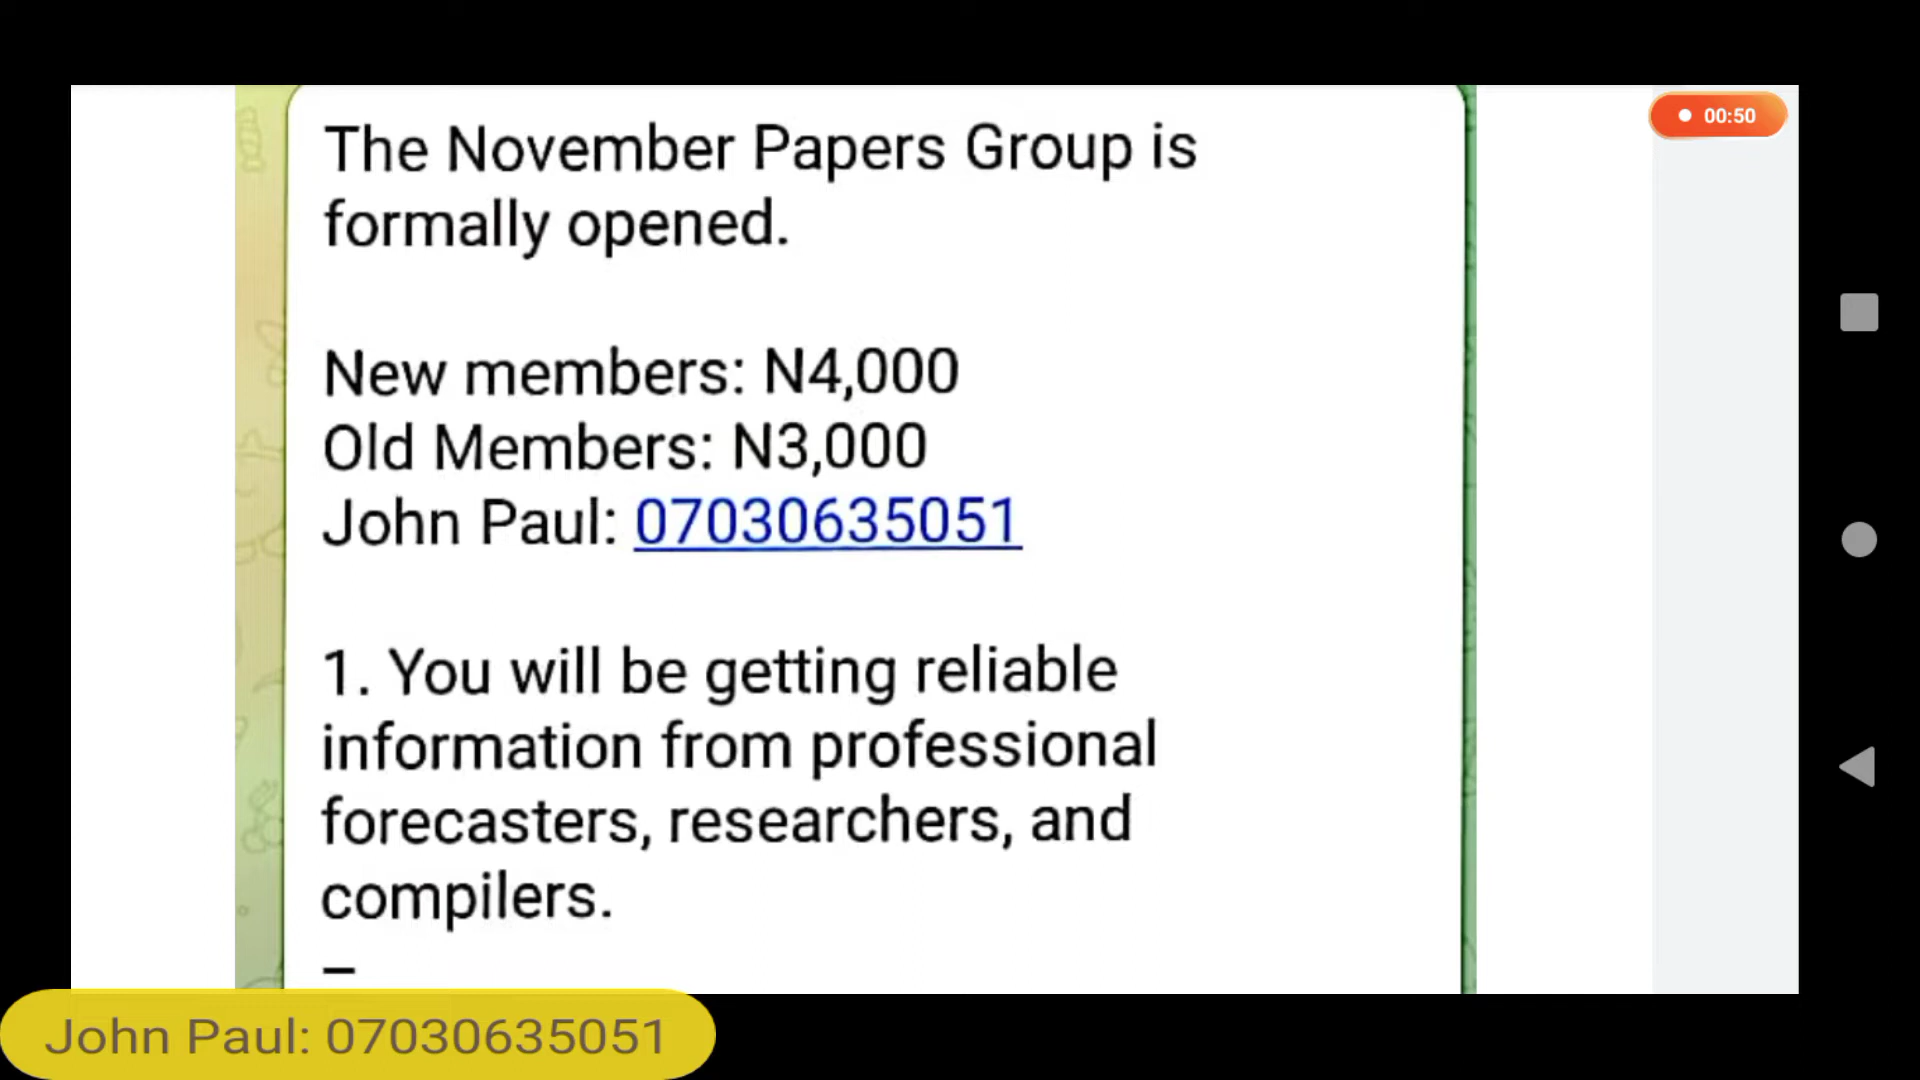 The November Papers Group is
formally opened.
New members: N4,000
Old Members: N3,000
John Paul: 07030635051
1. You will be getting reliable
information from professional
forecasters, researchers, and
compilers.
00:50
John Paul: 07030635051